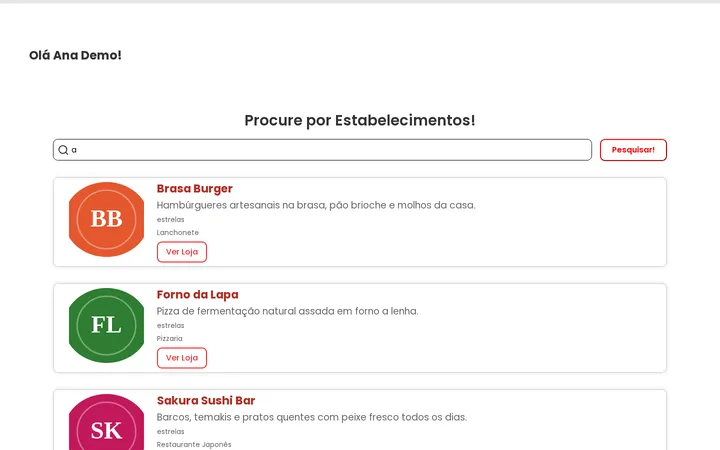 Olá Ana Demo!
Procure por Estabelecimentos!
a
Pesquisar!
BB
Brasa Burger
Hambúrgueres artesanais na brasa, pão brioche e molhos da casa.
estrelas
Lanchonete
Ver Loja
FL
Forno da Lapa
Pizza de fermentação natural assada em forno a lenha.
estrelas
Pizzaria
Ver Loja
SK
Sakura Sushi Bar
Barcos, temakis e pratos quentes com peixe fresco todos os dias.
estrelas
Restaurante Japonês